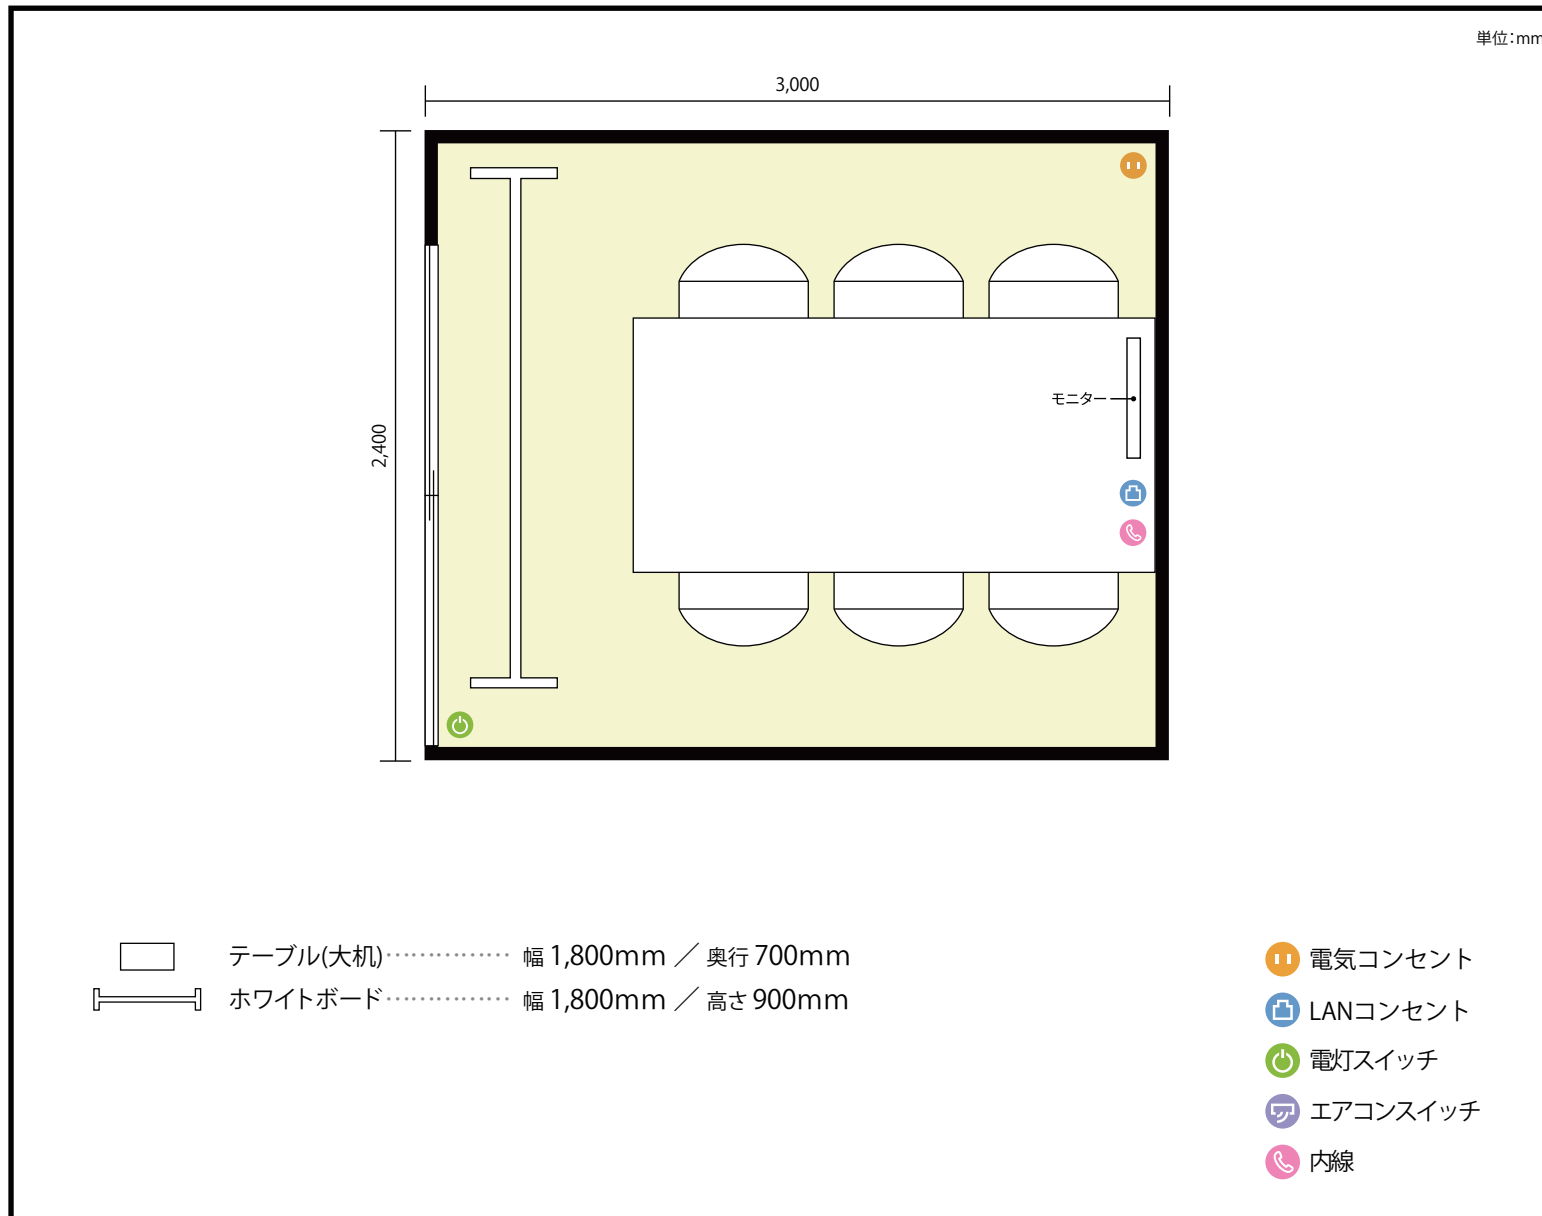 単位：mm
3,000
2,400
モニター
テーブル(大机)·············· 幅 1,800mm ／ 奥行 700mm
ホワイトボード·············· 幅 1,800mm ／ 高さ 900mm
電気コンセント
LANコンセント
電灯スイッチ
エアコンスイッチ
内線